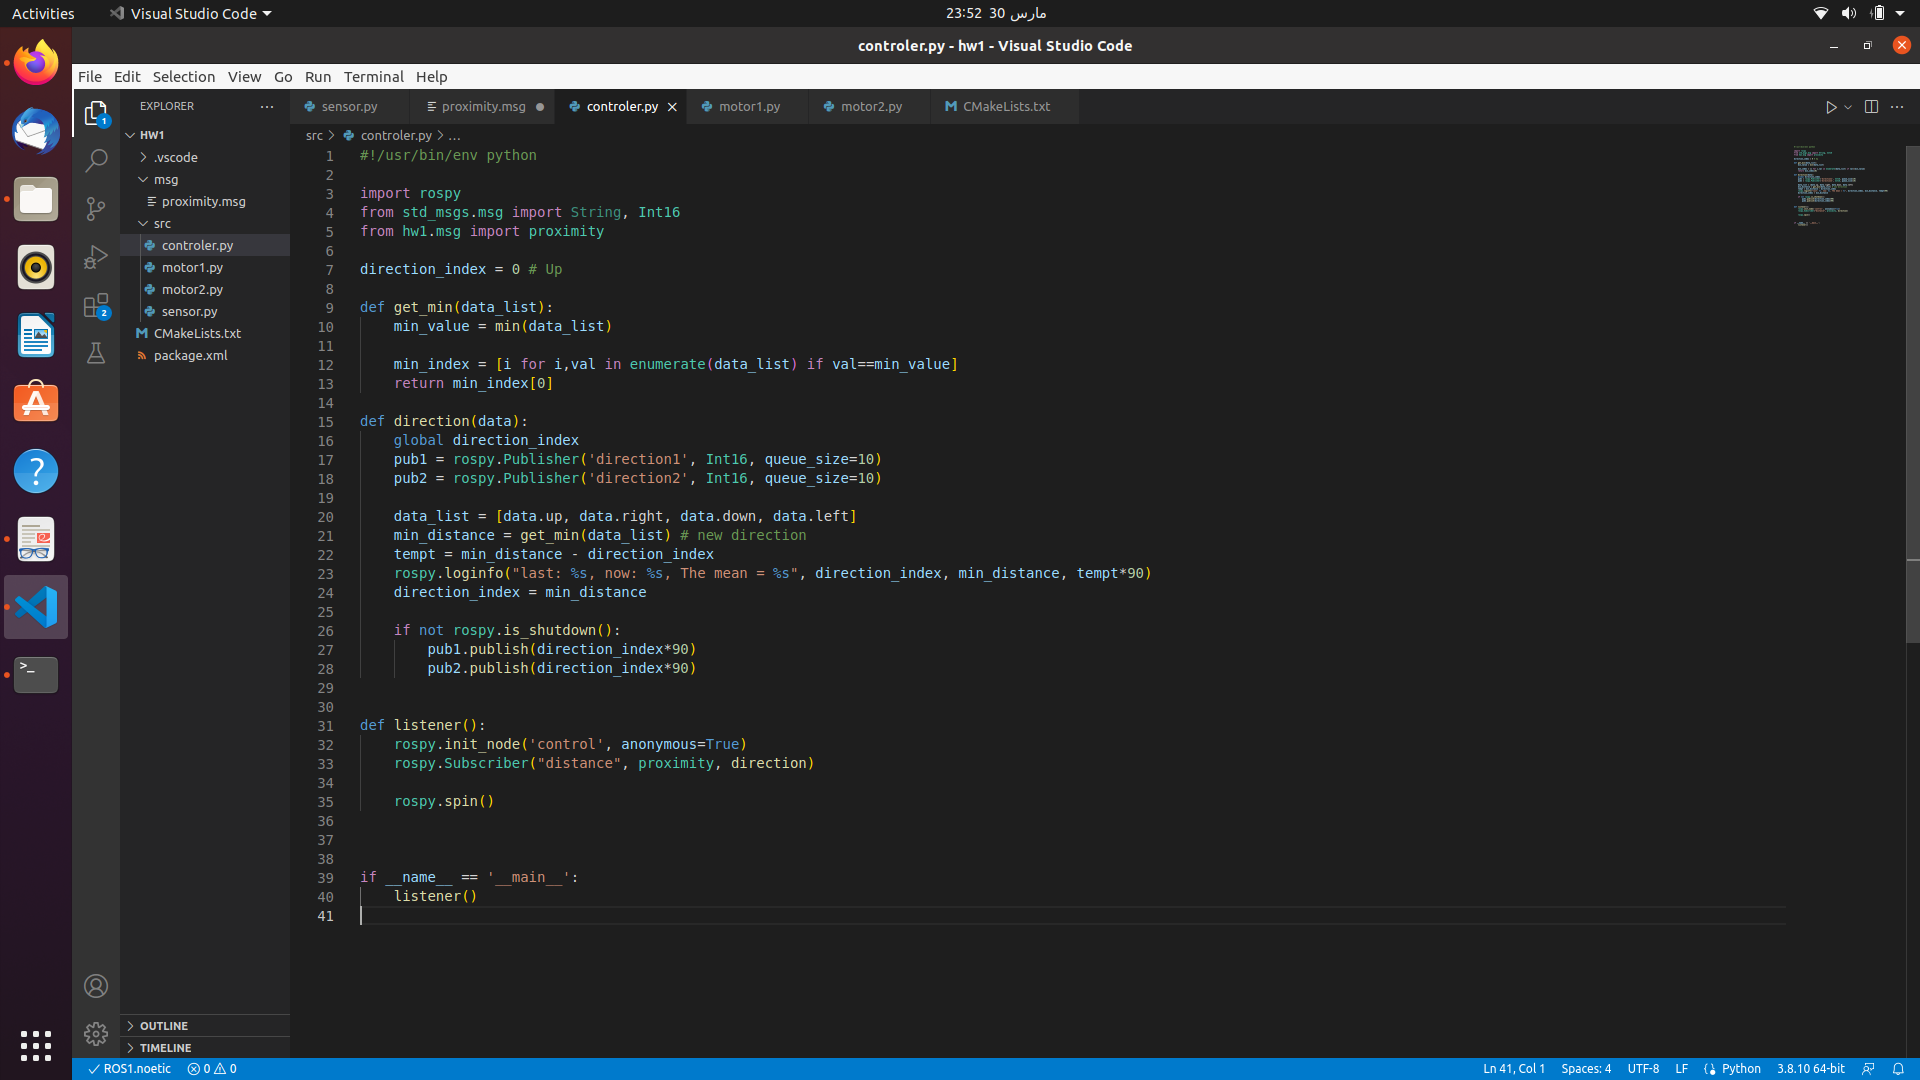 Activities
Visual Studio Code
23:52 30 مارس
controler.py - hw1 - Visual Studio Code
File Edit Selection View Go Run Terminal Help
EXPLORER
HW1
.vscode
msg
proximity.msg
src
controler.py
motor1.py
motor2.py
sensor.py
CMakeLists.txt
package.xml
OUTLINE
TIMELINE
1
2
sensor.py
proximity.msg
controler.py
motor1.py
motor2.py
CMakeLists.txt
src > controler.py > ...
1 #!/usr/bin/env python
2
3 import rospy
4 from std_msgs.msg import String, Int16
5 from hw1.msg import proximity
6
7 direction_index = 0 # Up
8
9 def get_min(data_list):
10     min_value = min(data_list)
11
12     min_index = [i for i,val in enumerate(data_list) if val==min_value]
13     return min_index[0]
14
15 def direction(data):
16     global direction_index
17     pub1 = rospy.Publisher('direction1', Int16, queue_size=10)
18     pub2 = rospy.Publisher('direction2', Int16, queue_size=10)
19
20     data_list = [data.up, data.right, data.down, data.left]
21     min_distance = get_min(data_list) # new direction
22     tempt = min_distance - direction_index
23     rospy.loginfo("last: %s, now: %s, The mean = %s", direction_index, min_distance, tempt*90)
24     direction_index = min_distance
25
26     if not rospy.is_shutdown():
27         pub1.publish(direction_index*90)
28         pub2.publish(direction_index*90)
29
30
31 def listener():
32     rospy.init_node('control', anonymous=True)
33     rospy.Subscriber("distance", proximity, direction)
34
35     rospy.spin()
36
37
38
39 if __name__ == '__main__':
40     listener()
41
ROS1.noetic 0 0
Ln 41, Col 1 Spaces: 4 UTF-8 LF Python 3.8.10 64-bit